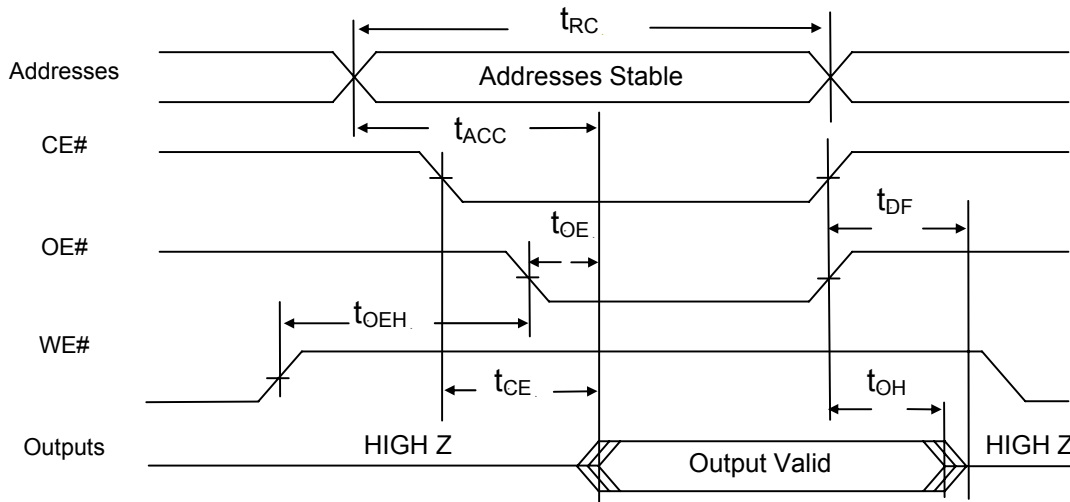 tRC
Addresses
Addresses Stable
tACC
CE#
tDF
tOE
OE#
tOEH
WE#
tCE
tOH
HIGH Z
HIGH Z
Outputs
Output Valid